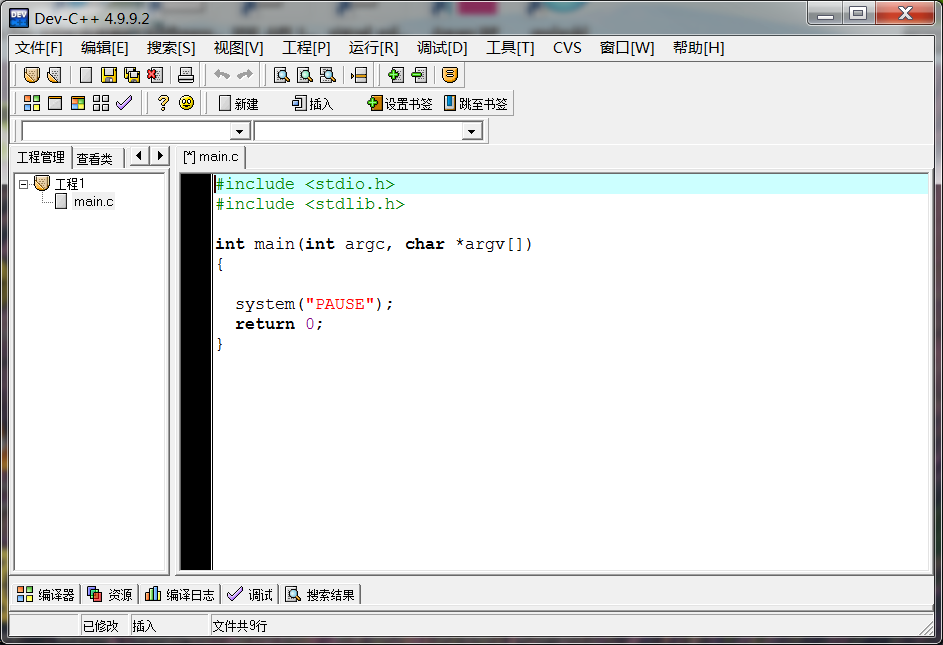 Dev-C++ 4.9.9.2
文件[F] 编辑[E] 搜索[S] 视图[V] 工程[P] 运行[R] 调试[D] 工具[T] CVS 窗口[W] 帮助[H]
新建 插入 设置书签 跳至书签
工程管理 查看类 [*] main.c
工程1
main.c
#include <stdio.h>
#include <stdlib.h>
int main(int argc, char *argv[])
{
system("PAUSE");
return 0;
}
编译器 资源 编译日志 调试 搜索结果
已修改 插入 文件共9行